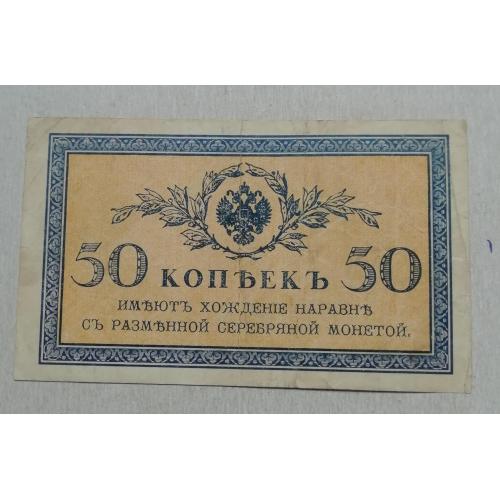 50 КОПѢЕКЪ 50
ИМѢЮТЪ ХОЖДЕНІЕ НАРАВНѢ
СЪ РАЗМѢННОЙ СЕРЕБРЯНОЙ МОНЕТОЙ.